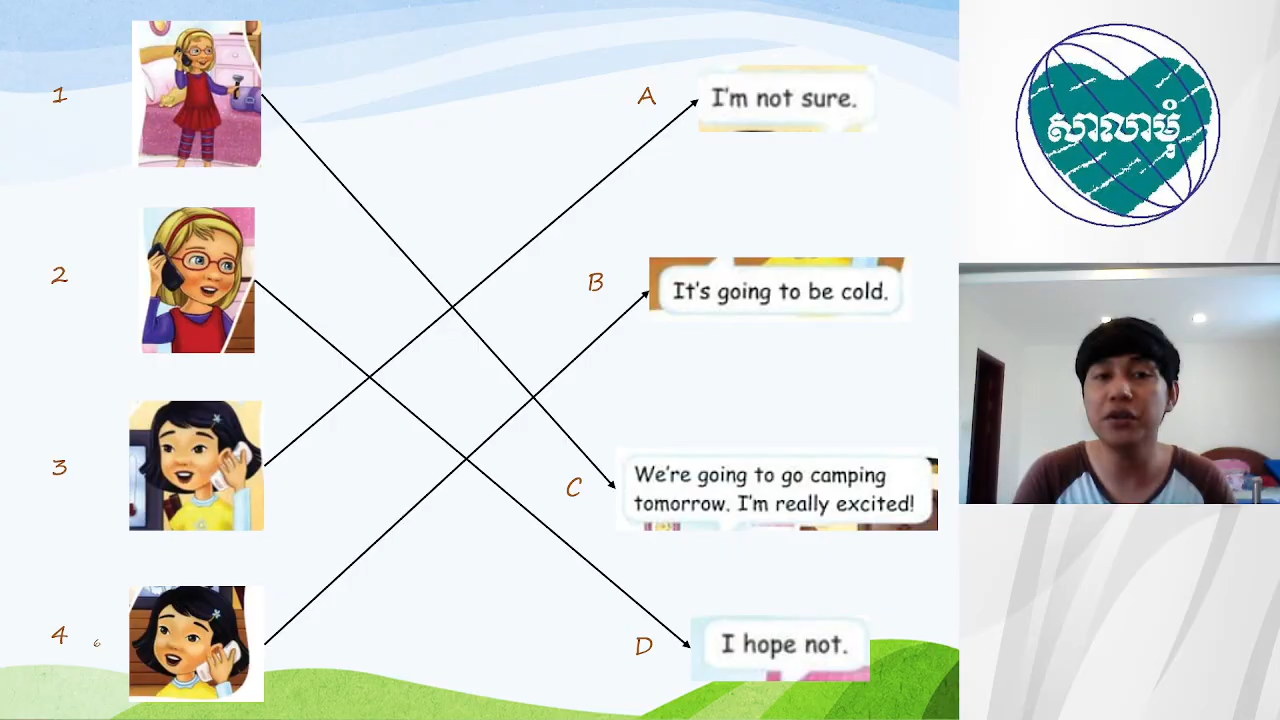 1
A
I'm not sure.
2
B
It's going to be cold.
3
C
We're going to go camping
tomorrow. I'm really excited!
4
6
D
I hope not.
សាលាមុំ